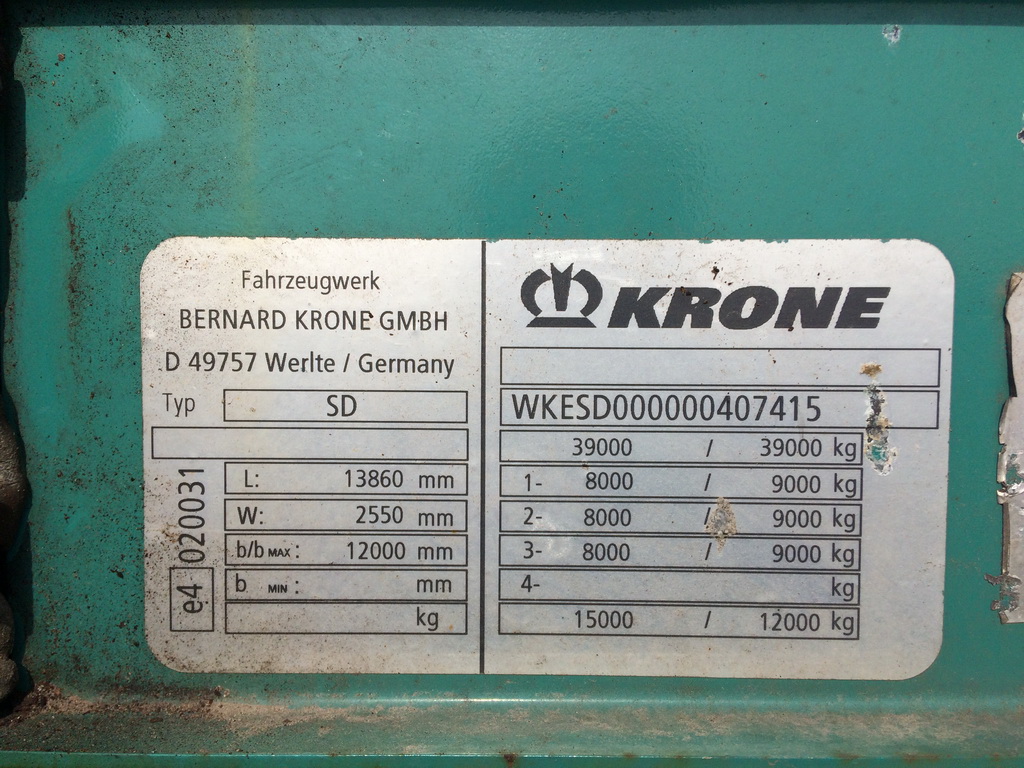 Fahrzeugwerk
BERNARD KRONE GMBH
D 49757 Werlte / Germany
Typ SD
L: 13860 mm
W: 2550 mm
b/b MAX : 12000 mm
b MIN : mm
kg
e4 020031
KRONE
WKESD000000407415
39000 / 39000 kg
1- 8000 / 9000 kg
2- 8000 / 9000 kg
3- 8000 / 9000 kg
4- kg
15000 / 12000 kg